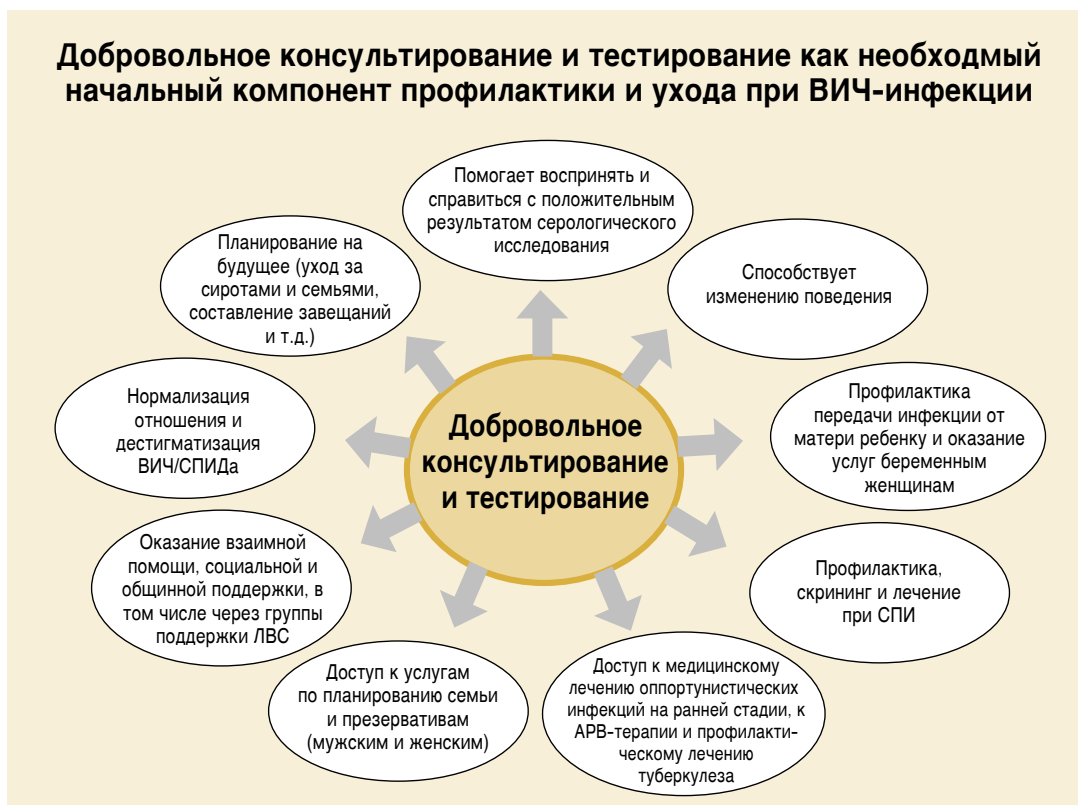 Добровольное консультирование и тестирование как необходмый
начальный компонент профилактики и ухода при ВИЧ-инфекции
Помогает воспринять и
справиться с положительным
результатом серологического
исследования
Способствует
изменению поведения
Профилактика
передачи инфекции от
матери ребенку и оказание
услуг беременным
женщинам
Профилактика,
скрининг и лечение
при СПИ
Доступ к медицинскому
лечению оппортунистических
инфекций на ранней стадии, к
АРВ-терапии и профилакти-
ческому лечению
туберкулеза
Доступ к услугам
по планированию семьи
и презервативам
(мужским и женским)
Оказание взаимной
помощи, социальной и
общинной поддержки, в
том числе через группы
поддержки ЛВС
Нормализация
отношения и
дестигматизация
ВИЧ/СПИДа
Планирование на
будущее (уход за
сиротами и семьями,
составление завещаний
и т.д.)
Добровольное
консультирование
и тестирование